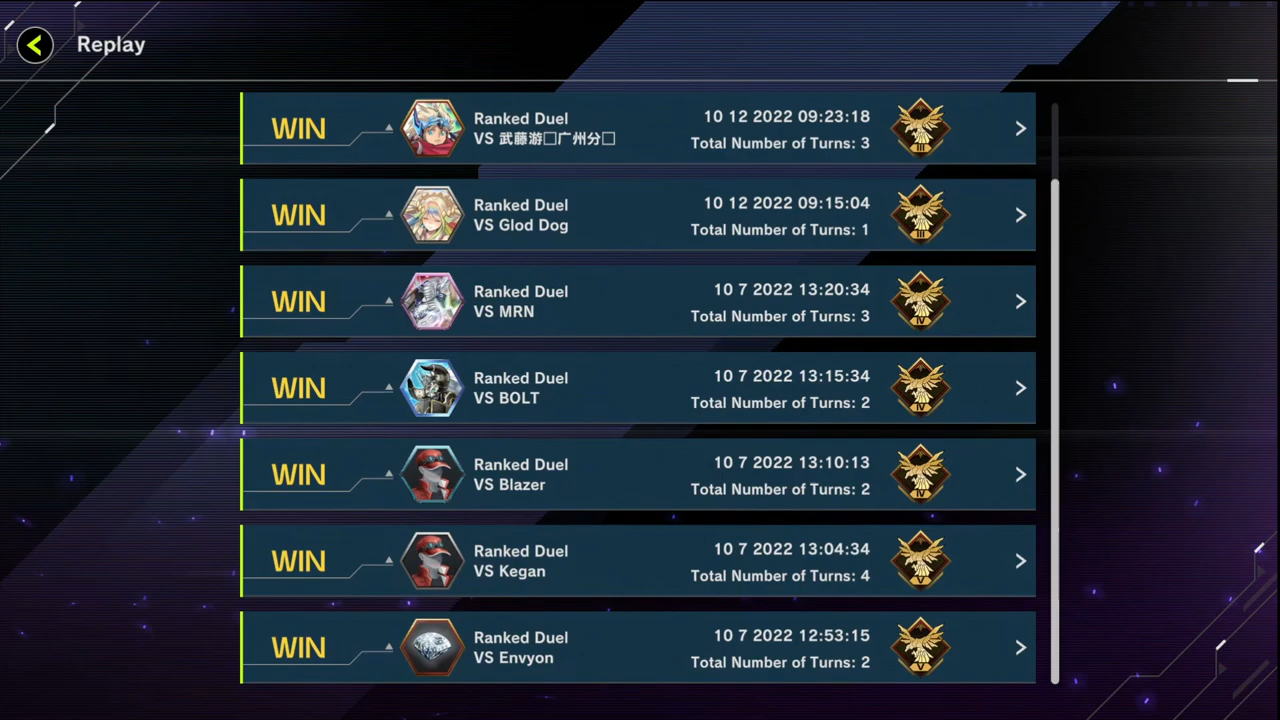 Replay
WIN
Ranked Duel
VS 武藤游□广州分□
10 12 2022 09:23:18
Total Number of Turns: 3
III
WIN
Ranked Duel
VS Glod Dog
10 12 2022 09:15:04
Total Number of Turns: 1
III
WIN
Ranked Duel
VS MRN
10 7 2022 13:20:34
Total Number of Turns: 3
IV
WIN
Ranked Duel
VS BOLT
10 7 2022 13:15:34
Total Number of Turns: 2
IV
WIN
Ranked Duel
VS Blazer
10 7 2022 13:10:13
Total Number of Turns: 2
IV
WIN
Ranked Duel
VS Kegan
10 7 2022 13:04:34
Total Number of Turns: 4
V
WIN
Ranked Duel
VS Envyon
10 7 2022 12:53:15
Total Number of Turns: 2
V